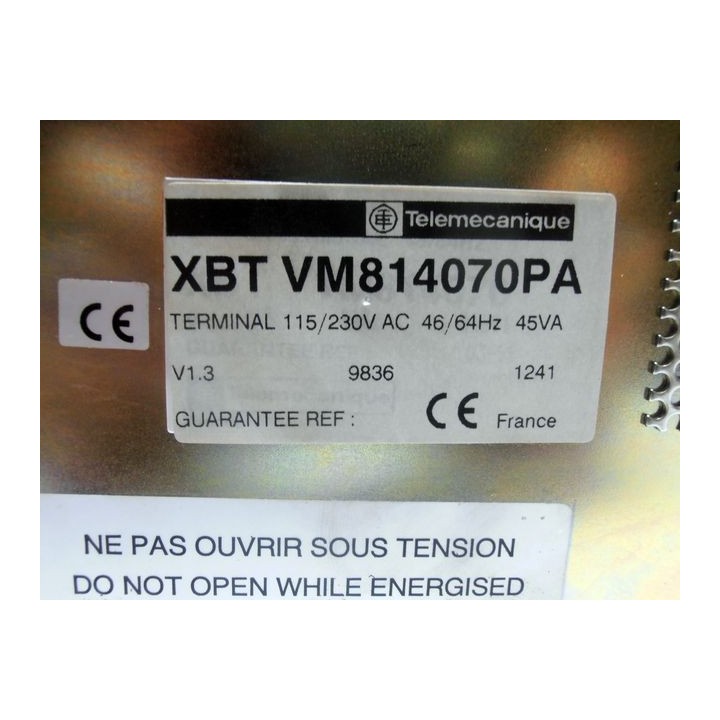 Telemecanique
XBT VM814070PA
CE
TERMINAL 115/230V AC 46/64Hz 45VA
V1.3 9836 1241
GUARANTEE REF : CE France
NE PAS OUVRIR SOUS TENSION
DO NOT OPEN WHILE ENERGISED